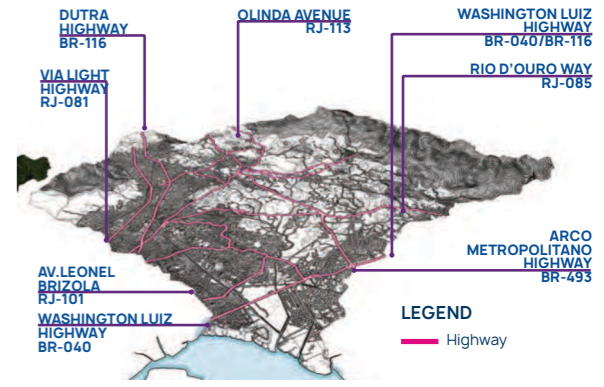 DUTRA
HIGHWAY
BR-116
OLINDA AVENUE
RJ-113
WASHINGTON LUIZ
HIGHWAY
BR-040/BR-116
VIA LIGHT
HIGHWAY
RJ-081
RIO D’OURO WAY
RJ-085
ARCO
METROPOLITANO
HIGHWAY
BR-493
AV.LEONEL
BRIZOLA
RJ-101
WASHINGTON LUIZ
HIGHWAY
BR-040
LEGEND
Highway